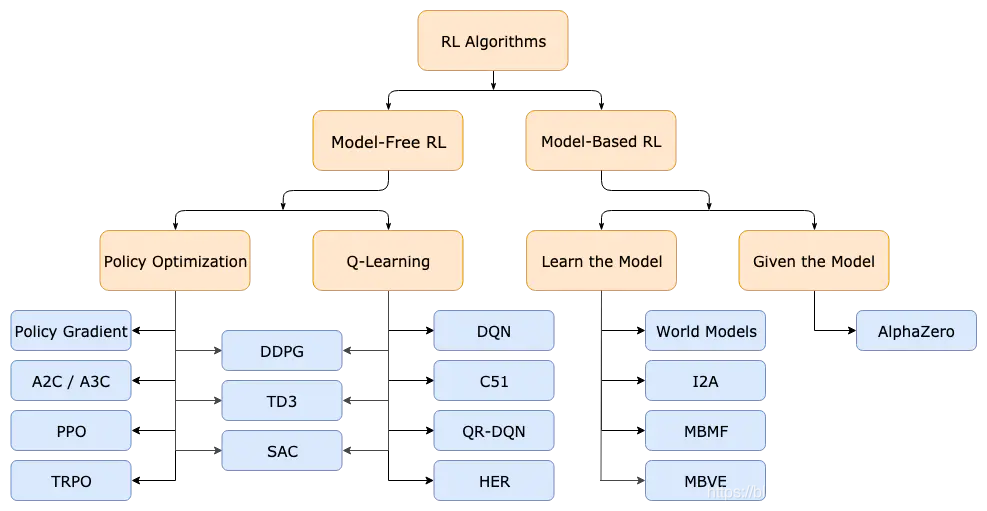 RL Algorithms
Model-Free RL
Model-Based RL
Policy Optimization
Q-Learning
Learn the Model
Given the Model
Policy Gradient
DDPG
DQN
World Models
AlphaZero
A2C / A3C
TD3
C51
I2A
PPO
SAC
QR-DQN
MBMF
TRPO
HER
MBVE
https://b